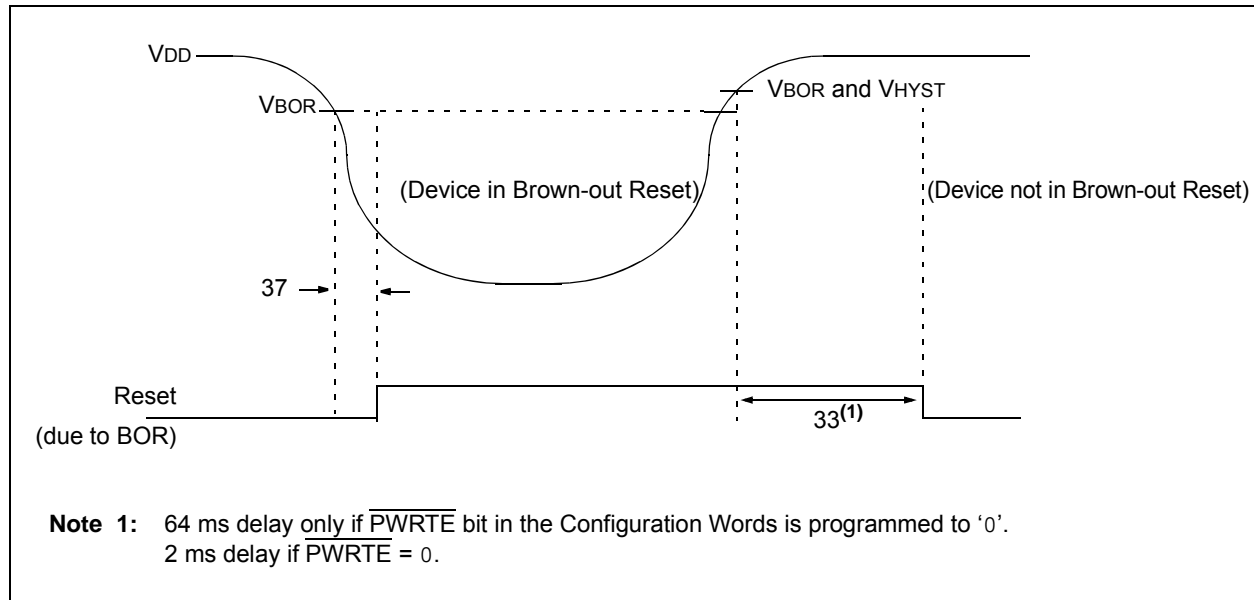 VDD
VBOR
VBOR and VHYST
(Device in Brown-out Reset)
(Device not in Brown-out Reset)
37
Reset
(due to BOR)
33(1)
Note 1: 64 ms delay only if PWRTE bit in the Configuration Words is programmed to ‘0’.
2 ms delay if PWRTE = 0.